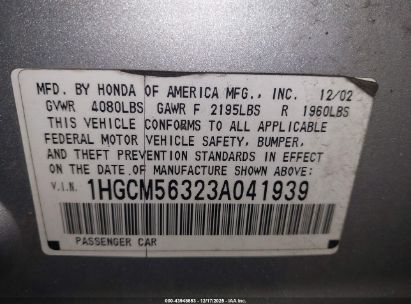 MFD. BY HONDA OF AMERICA MFG., INC. 12/02
GVWR 4080LBS GAWR F 2195LBS R 1960LBS
THIS VEHICLE CONFORMS TO ALL APPLICABLE
FEDERAL MOTOR VEHICLE SAFETY, BUMPER,
AND THEFT PREVENTION STANDARDS IN EFFECT
ON THE DATE OF MANUFACTURE SHOWN ABOVE:
V.I.N. 1HGCM56323A041939
PASSENGER CAR